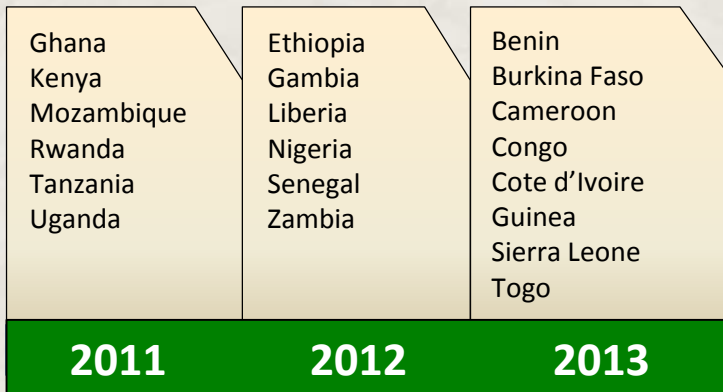 Ghana
Kenya
Mozambique
Rwanda
Tanzania
Uganda
2011
Ethiopia
Gambia
Liberia
Nigeria
Senegal
Zambia
2012
Benin
Burkina Faso
Cameroon
Congo
Cote d’Ivoire
Guinea
Sierra Leone
Togo
2013